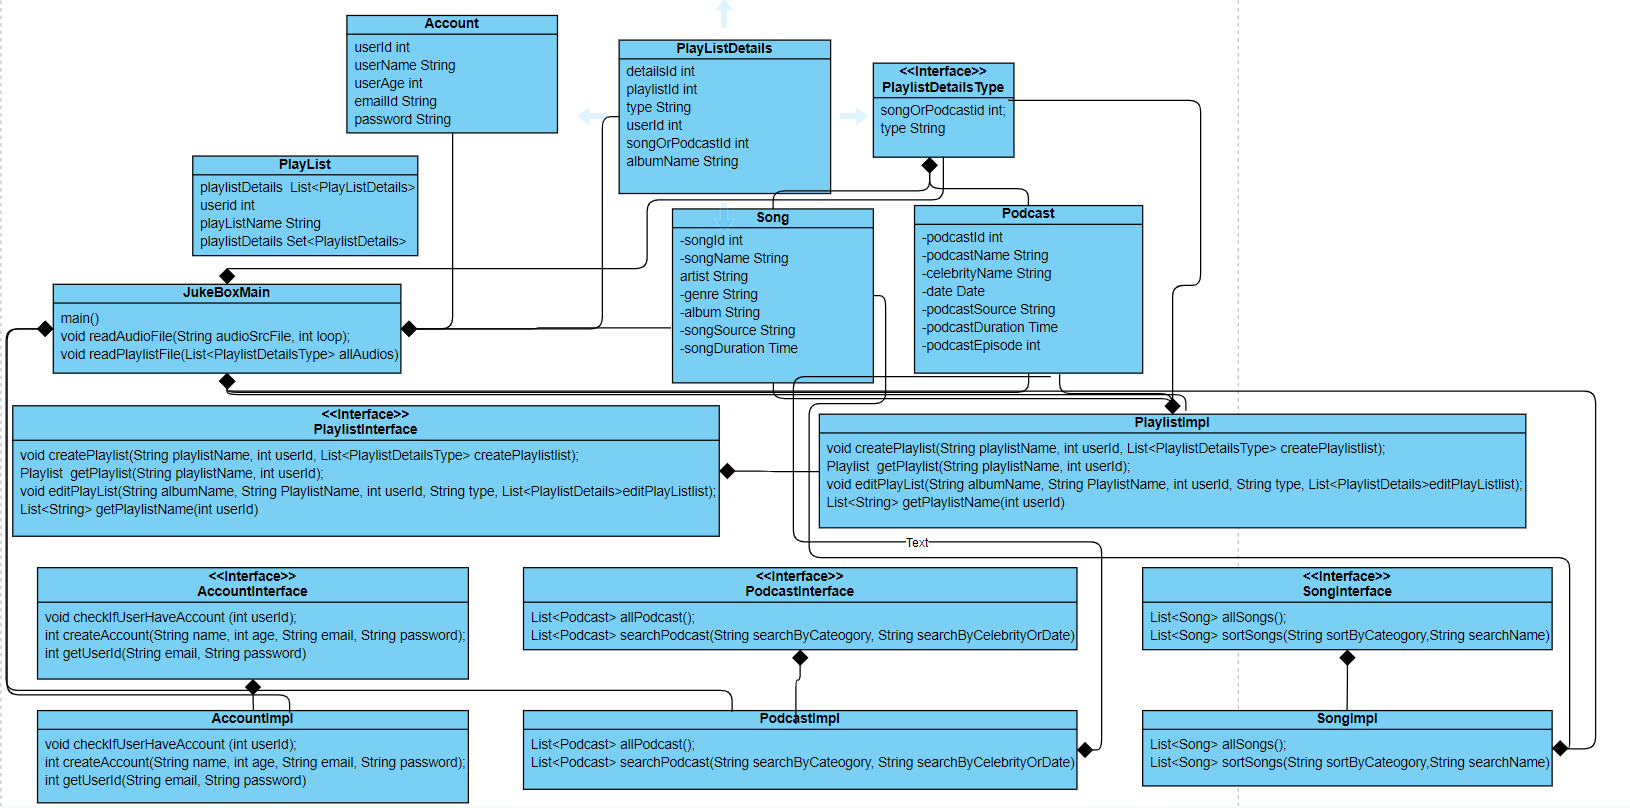 Account
userId int
userName String
userAge int
emailId String
password String
PlayListDetails
detailsId int
playlistId int
type String
userId int
songOrPodcastId int
albumName String
<<Interface>>
PlaylistDetailsType
songOrPodcastid int;
type String
PlayList
playlistDetails  List<PlayListDetails>
userid int
playListName String
playlistDetails Set<PlaylistDetails>
Song
-songId int
-songName String
artist String
-genre String
-album String
-songSource String
-songDuration Time
Podcast
-podcastId int
-podcastName String
-celebrityName String
-date Date
-podcastSource String
-podcastDuration Time
-podcastEpisode int
JukeBoxMain
main()
void readAudioFile(String audioSrcFile, int loop);
void readPlaylistFile(List<PlaylistDetailsType> allAudios)
<<Interface>>
PlaylistInterface
void createPlaylist(String playlistName, int userId, List<PlaylistDetailsType> createPlaylistlist);
Playlist  getPlaylist(String playlistName, int userId);
void editPlayList(String albumName, String PlaylistName, int userId, String type, List<PlaylistDetails>editPlayListlist);
List<String> getPlaylistName(int userId)
PlaylistImpl
void createPlaylist(String playlistName, int userId, List<PlaylistDetailsType> createPlaylistlist);
Playlist  getPlaylist(String playlistName, int userId);
void editPlayList(String albumName, String PlaylistName, int userId, String type, List<PlaylistDetails>editPlayListlist);
List<String> getPlaylistName(int userId)
Text
<<Interface>>
AccountInterface
void checkIfUserHaveAccount (int userId);
int createAccount(String name, int age, String email, String password);
int getUserId(String email, String password)
<<Interface>>
PodcastInterface
List<Podcast> allPodcast();
List<Podcast> searchPodcast(String searchByCateogory, String searchByCelebrityOrDate)
<<Interface>>
SongInterface
List<Song> allSongs();
List<Song> sortSongs(String sortByCateogory,String searchName)
AccountImpl
void checkIfUserHaveAccount (int userId);
int createAccount(String name, int age, String email, String password);
int getUserId(String email, String password)
PodcastImpl
List<Podcast> allPodcast();
List<Podcast> searchPodcast(String searchByCateogory, String searchByCelebrityOrDate)
SongImpl
List<Song> allSongs();
List<Song> sortSongs(String sortByCateogory,String searchName)